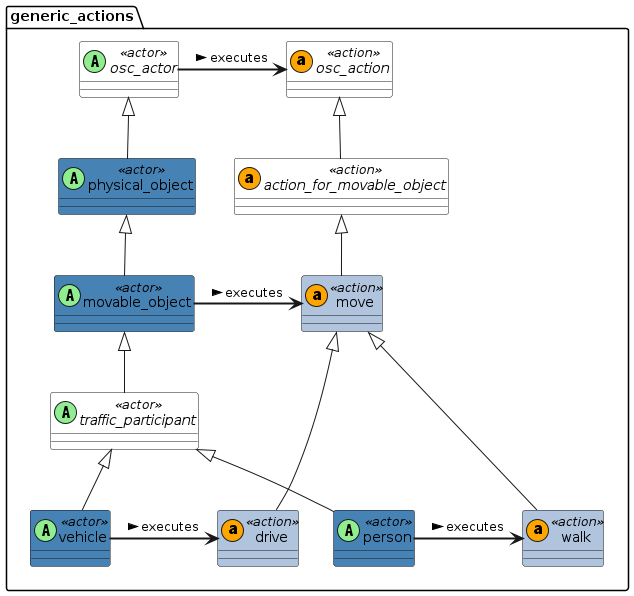 generic_actions
A «actor» osc_actor
executes
a «action» osc_action
A «actor» physical_object
a «action» action_for_movable_object
A «actor» movable_object
executes
a «action» move
A «actor» traffic_participant
A «actor» vehicle
executes
a «action» drive
A «actor» person
executes
a «action» walk